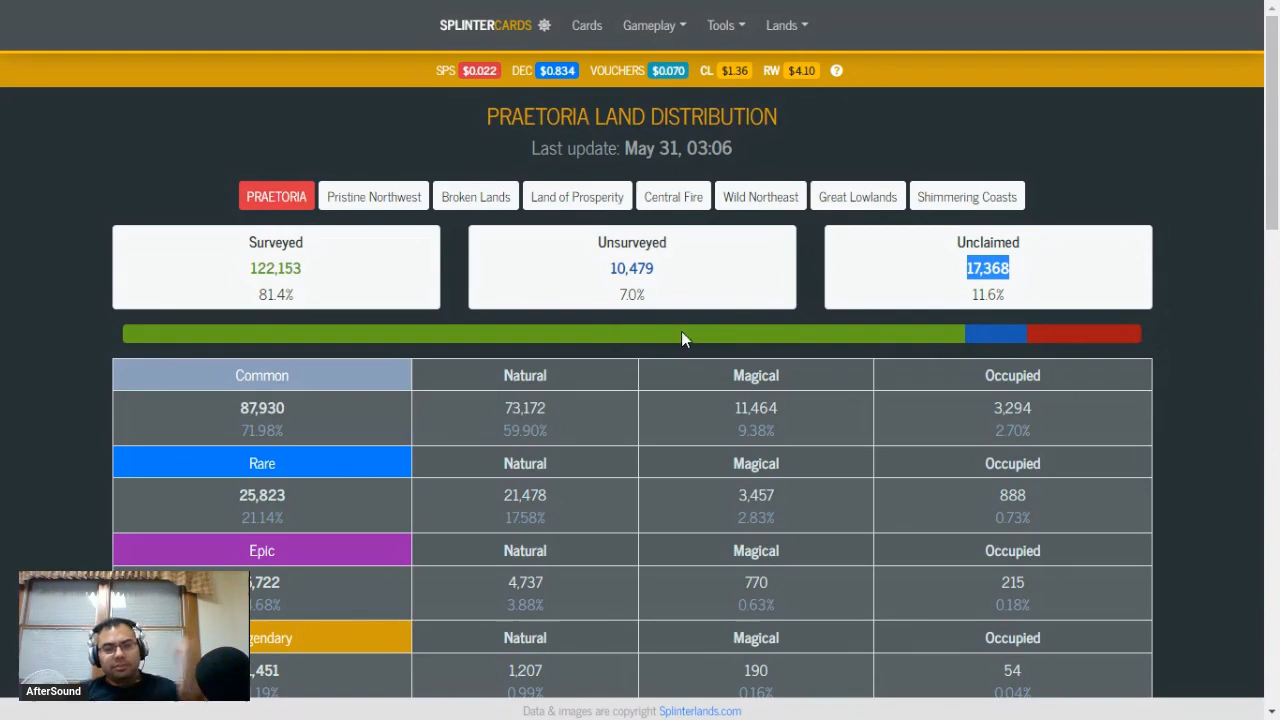 SPLINTERCARDS Cards Gameplay Tools Lands
SPS $0.022 DEC $0.834 VOUCHERS $0.070 CL $1.36 RW $4.10 ?
PRAETORIA LAND DISTRIBUTION
Last update: May 31, 03:06
PRAETORIA Pristine Northwest Broken Lands Land of Prosperity Central Fire Wild Northeast Great Lowlands Shimmering Coasts
Surveyed Unsurveyed Unclaimed
122,153 10,479 17,368
81.4% 7.0% 11.6%
Common Natural Magical Occupied
87,930 73,172 11,464 3,294
71.98% 59.90% 9.38% 2.70%
Rare Natural Magical Occupied
25,823 21,478 3,457 888
21.14% 17.58% 2.83% 0.73%
Epic Natural Magical Occupied
,722 4,737 770 215
.68% 3.88% 0.63% 0.18%
gendary Natural Magical Occupied
,451 1,207 190 54
.19% 0.99% 0.16% 0.04%
AfterSound
Data & images are copyright Splinterlands.com